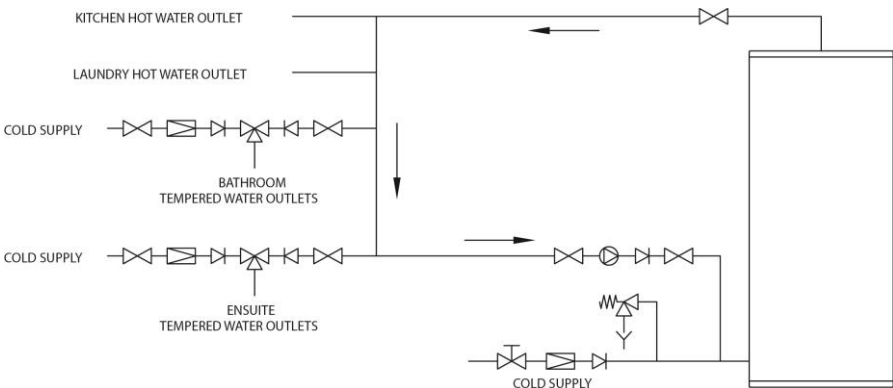 KITCHEN HOT WATER OUTLET
LAUNDRY HOT WATER OUTLET
COLD SUPPLY
BATHROOM
TEMPERED WATER OUTLETS
COLD SUPPLY
ENSUITE
TEMPERED WATER OUTLETS
COLD SUPPLY